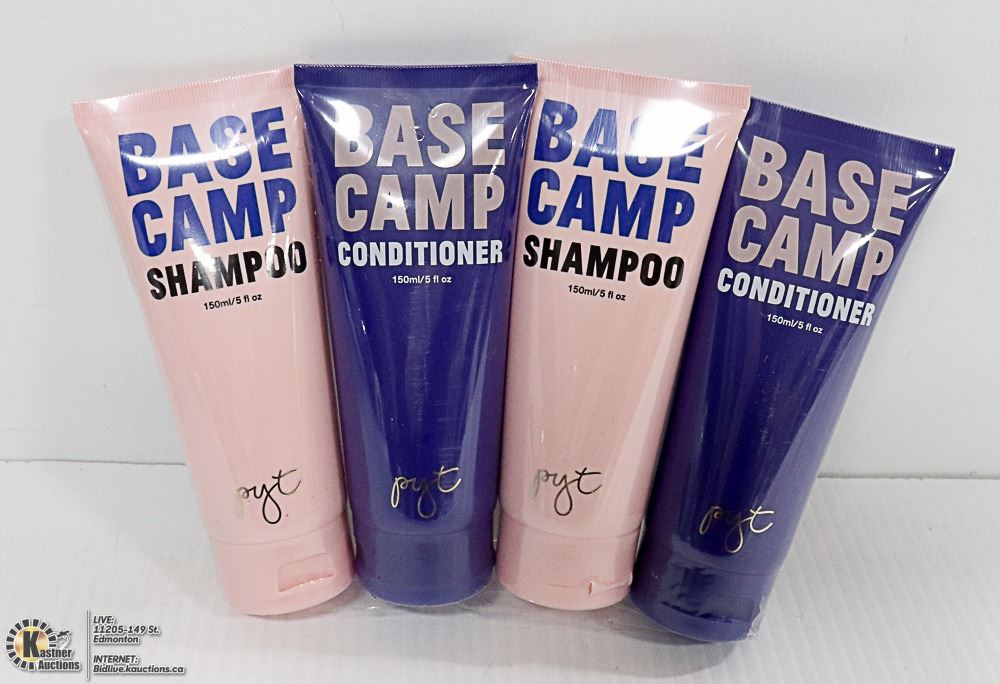 BASE
CAMP
SHAMPOO
150ml/5 fl oz
pyt
BASE
CAMP
CONDITIONER
150ml/5 fl oz
pyt
BASE
CAMP
SHAMPOO
150ml/5 fl oz
pyt
BASE
CAMP
CONDITIONER
150ml/5 fl oz
pyt
Kastner
Auctions
LIVE:
11205-149 St.
Edmonton
INTERNET:
Bidlive.kauctions.ca